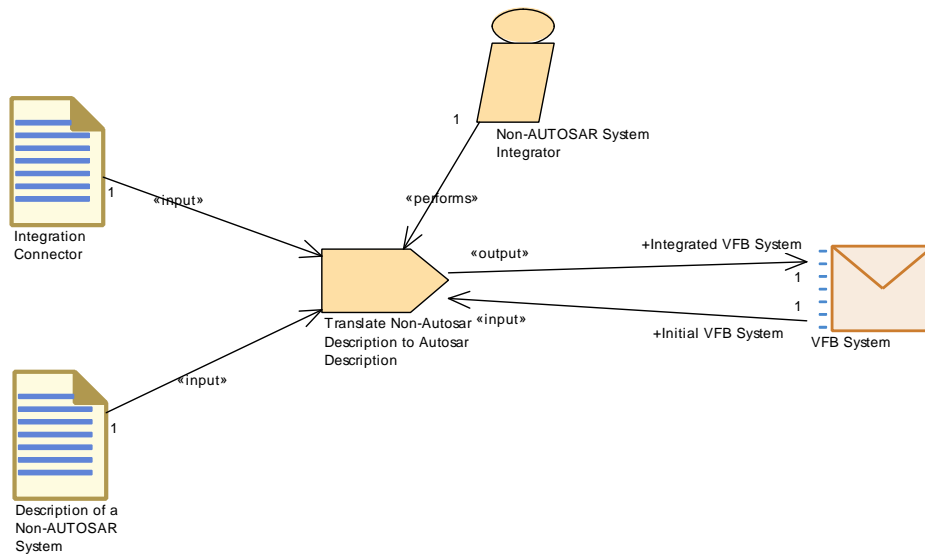 1
Non-AUTOSAR System
Integrator
«performs»
Integration
Connector
1
«input»
Translate Non-Autosar
Description to Autosar
Description
«output»
+Integrated VFB System
1
1
«input»
+Initial VFB System
VFB System
«input»
1
Description of a
Non-AUTOSAR
System